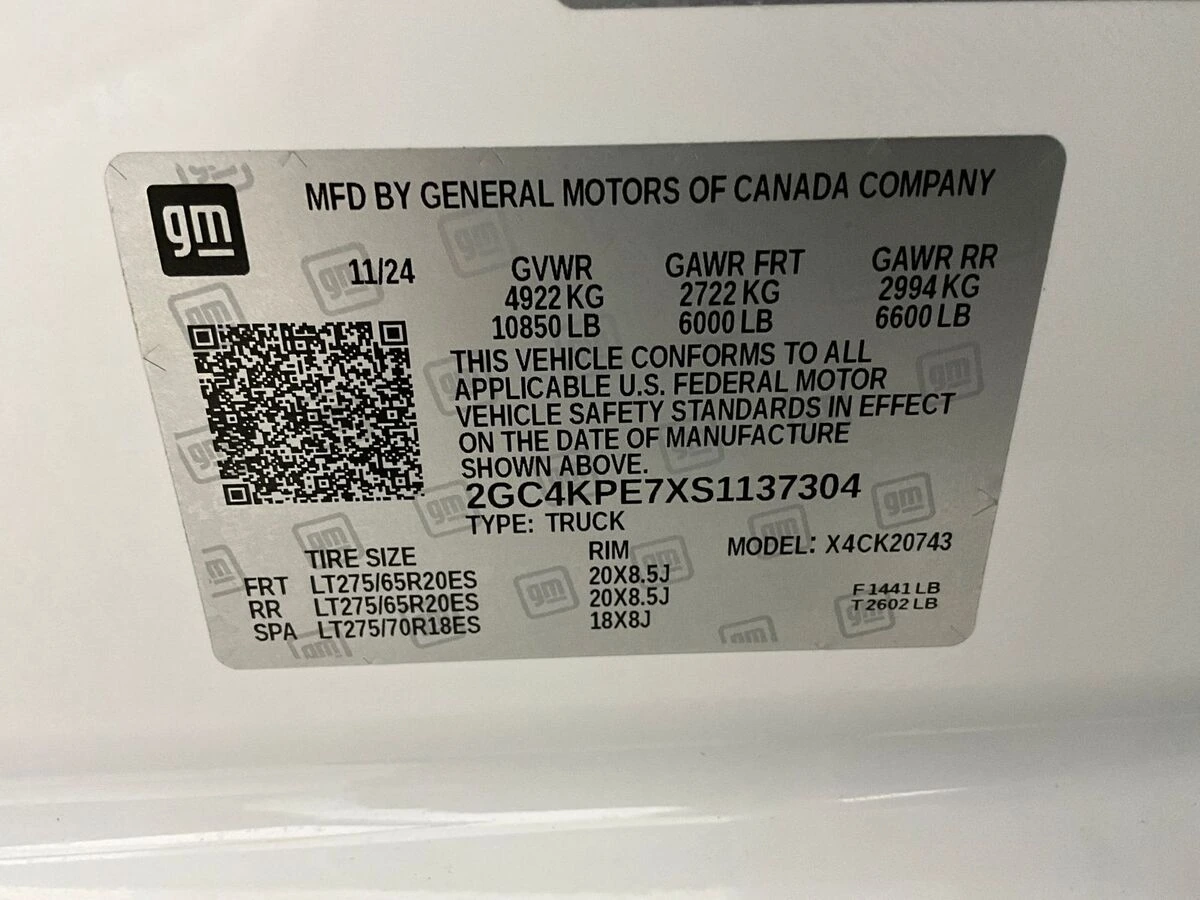 gm
MFD BY GENERAL MOTORS OF CANADA COMPANY
11/24 GVWR GAWR FRT GAWR RR
4922 KG 2722 KG 2994 KG
10850 LB 6000 LB 6600 LB
THIS VEHICLE CONFORMS TO ALL
APPLICABLE U.S. FEDERAL MOTOR
VEHICLE SAFETY STANDARDS IN EFFECT
ON THE DATE OF MANUFACTURE
SHOWN ABOVE.
2GC4KPE7XS1137304
TYPE: TRUCK
TIRE SIZE RIM MODEL: X4CK20743
FRT LT275/65R20ES 20X8.5J F 1441 LB
RR LT275/65R20ES 20X8.5J T 2602 LB
SPA LT275/70R18ES 18X8J